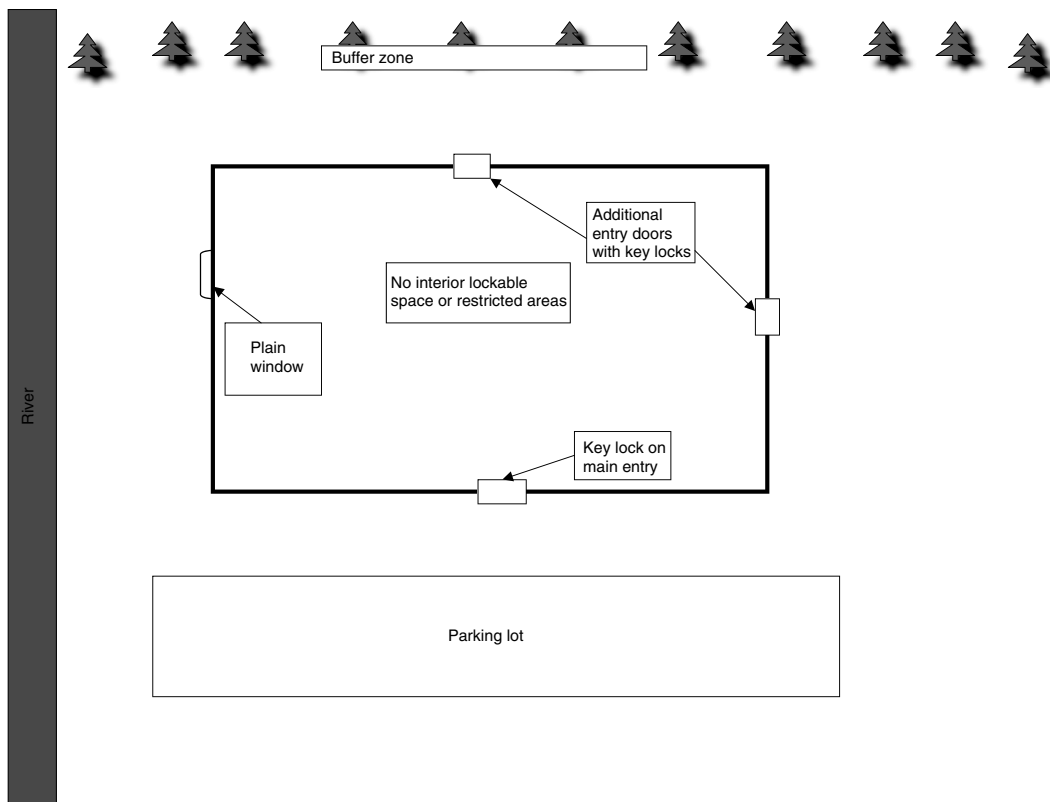 Buffer zone
Additional
entry doors
with key locks
No interior lockable
space or restricted areas
Plain
window
River
Key lock on
main entry
Parking lot